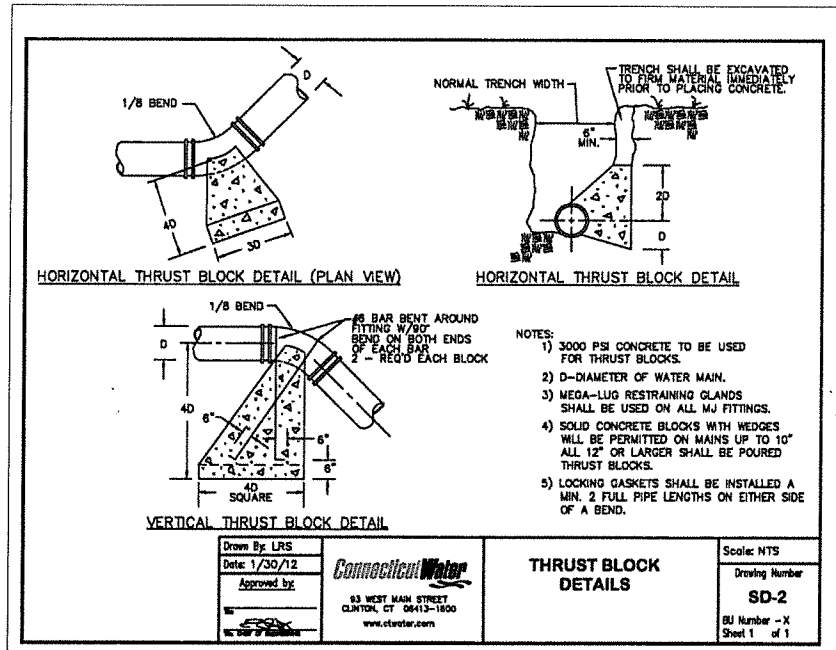 D
1/8 BEND
4D
3D
HORIZONTAL THRUST BLOCK DETAIL (PLAN VIEW)
NORMAL TRENCH WIDTH
TRENCH SHALL BE EXCAVATED
TO FIRM MATERIAL IMMEDIATELY
PRIOR TO PLACING CONCRETE.
6"
MIN.
2D
D
HORIZONTAL THRUST BLOCK DETAIL
1/8 BEND
D
#6 BAR BENT AROUND
FITTING W/90°
BEND ON BOTH ENDS
OF EACH BAR
2 - REQ'D EACH BLOCK
4D
6"
6"
6"
4D
SQUARE
VERTICAL THRUST BLOCK DETAIL
NOTES:
1) 3000 PSI CONCRETE TO BE USED
FOR THRUST BLOCKS.
2) D-DIAMETER OF WATER MAIN.
3) MEGA-LUG RESTRAINING GLANDS
SHALL BE USED ON ALL MJ FITTINGS.
4) SOLID CONCRETE BLOCKS WITH WEDGES
WILL BE PERMITTED ON MAINS UP TO 10"
ALL 12" OR LARGER SHALL BE POURED
THRUST BLOCKS.
5) LOCKING GASKETS SHALL BE INSTALLED A
MIN. 2 FULL PIPE LENGTHS ON EITHER SIDE
OF A BEND.
Drawn By: LRS
Date: 1/30/12
Approved by:
Connecticut Water
93 WEST MAIN STREET
CLINTON, CT 06413-1600
www.ctwater.com
THRUST BLOCK
DETAILS
Scale: NTS
Drawing Number
SD-2
BU Number - X
Sheet 1 of 1